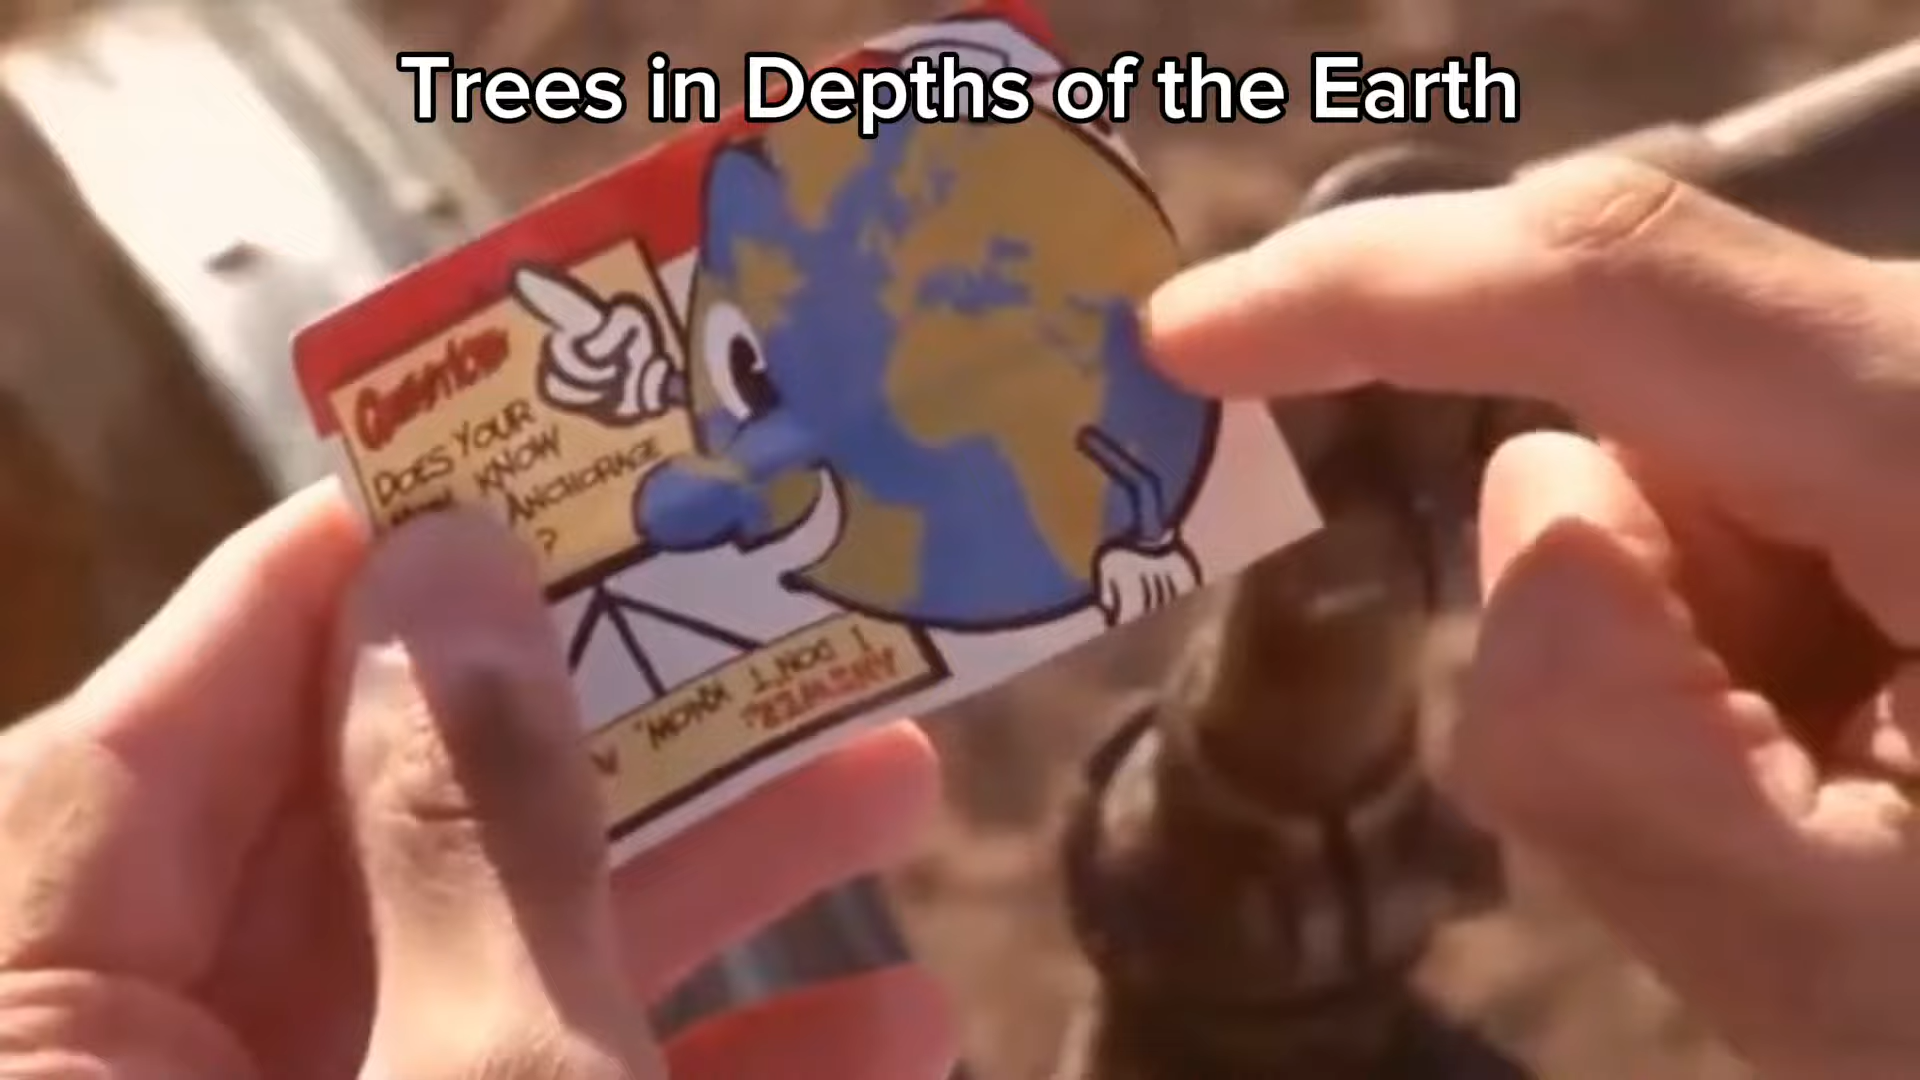 Trees in Depths of the Earth
Question
DOES YOUR
KNOW
ANCHORAGE
?
I DON'T KNOW,
ANSWER: